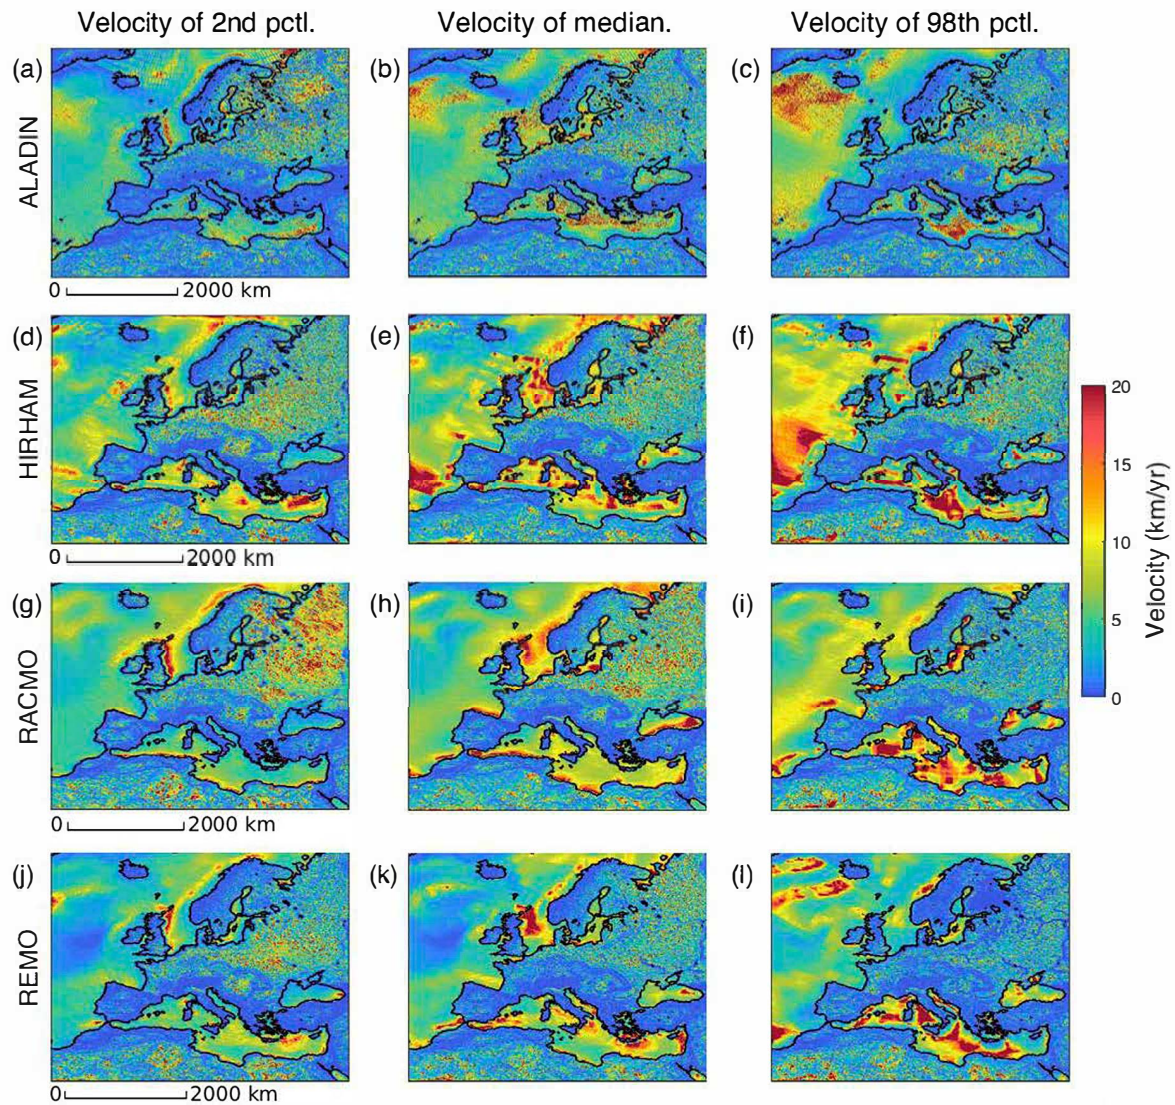 Velocity of 2nd pctl. Velocity of median. Velocity of 98th pctl.
(a) (b) (c)
ALADIN
0 2000 km
(d) (e) (f)
HIRHAM
0 2000 km
(g) (h) (i)
RACMO
0 2000 km
(j) (k) (l)
REMO
0 2000 km
20
15
10
5
0
Velocity (km/yr)